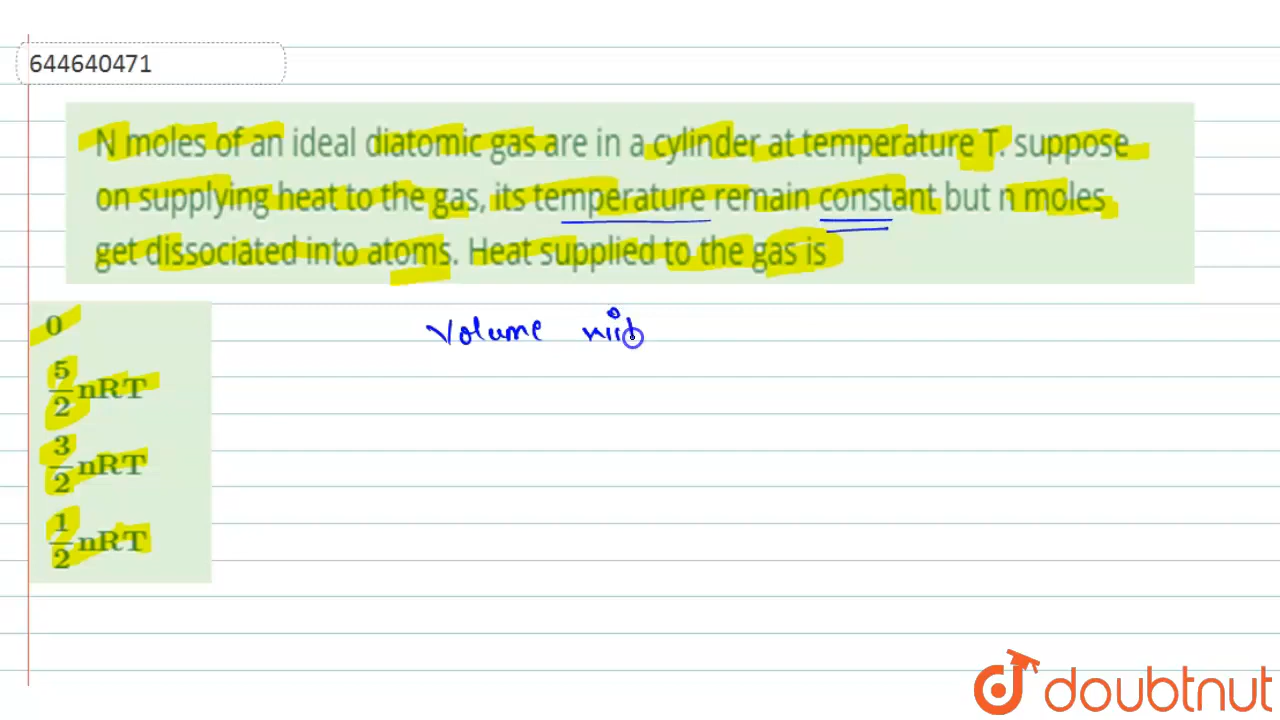 644640471
N moles of an ideal diatomic gas are in a cylinder at temperature T. suppose
on supplying heat to the gas, its temperature remain constant but n moles
get dissociated into atoms. Heat supplied to the gas is
0
5/2 nRT
3/2 nRT
1/2 nRT
Volume
doubtnut